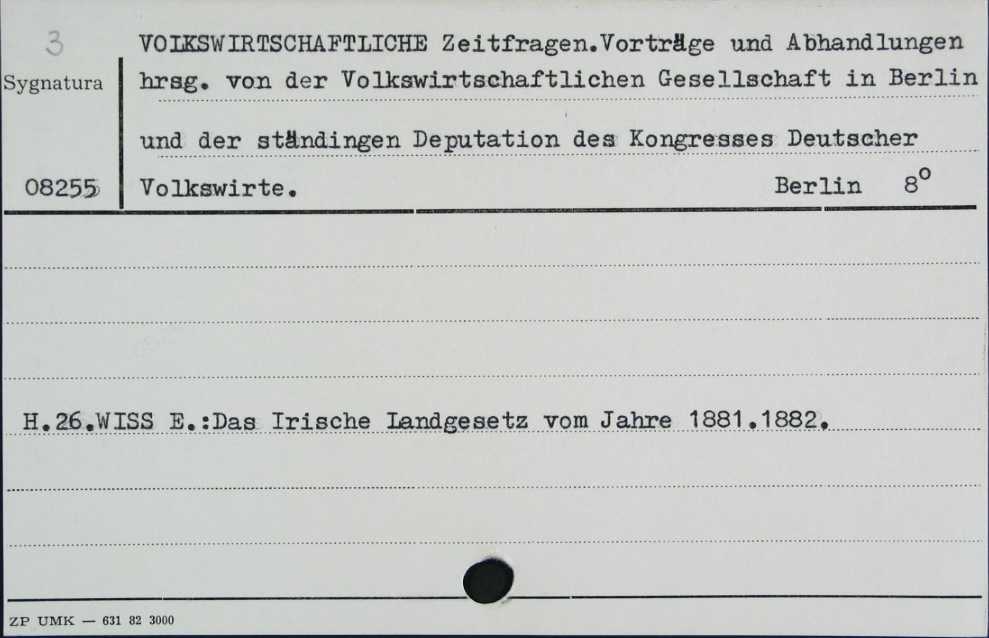 3
VOLKSWIRTSCHAFTLICHE Zeitfragen.Vorträge und Abhandlungen
Sygnatura
hrsg. von der Volkswirtschaftlichen Gesellschaft in Berlin
und der ständingen Deputation des Kongresses Deutscher
08255 Volkswirte. Berlin 8°
H.26.WISS E.:Das Irische Landgesetz vom Jahre 1881.1882.
ZP UMK — 631 82 3000